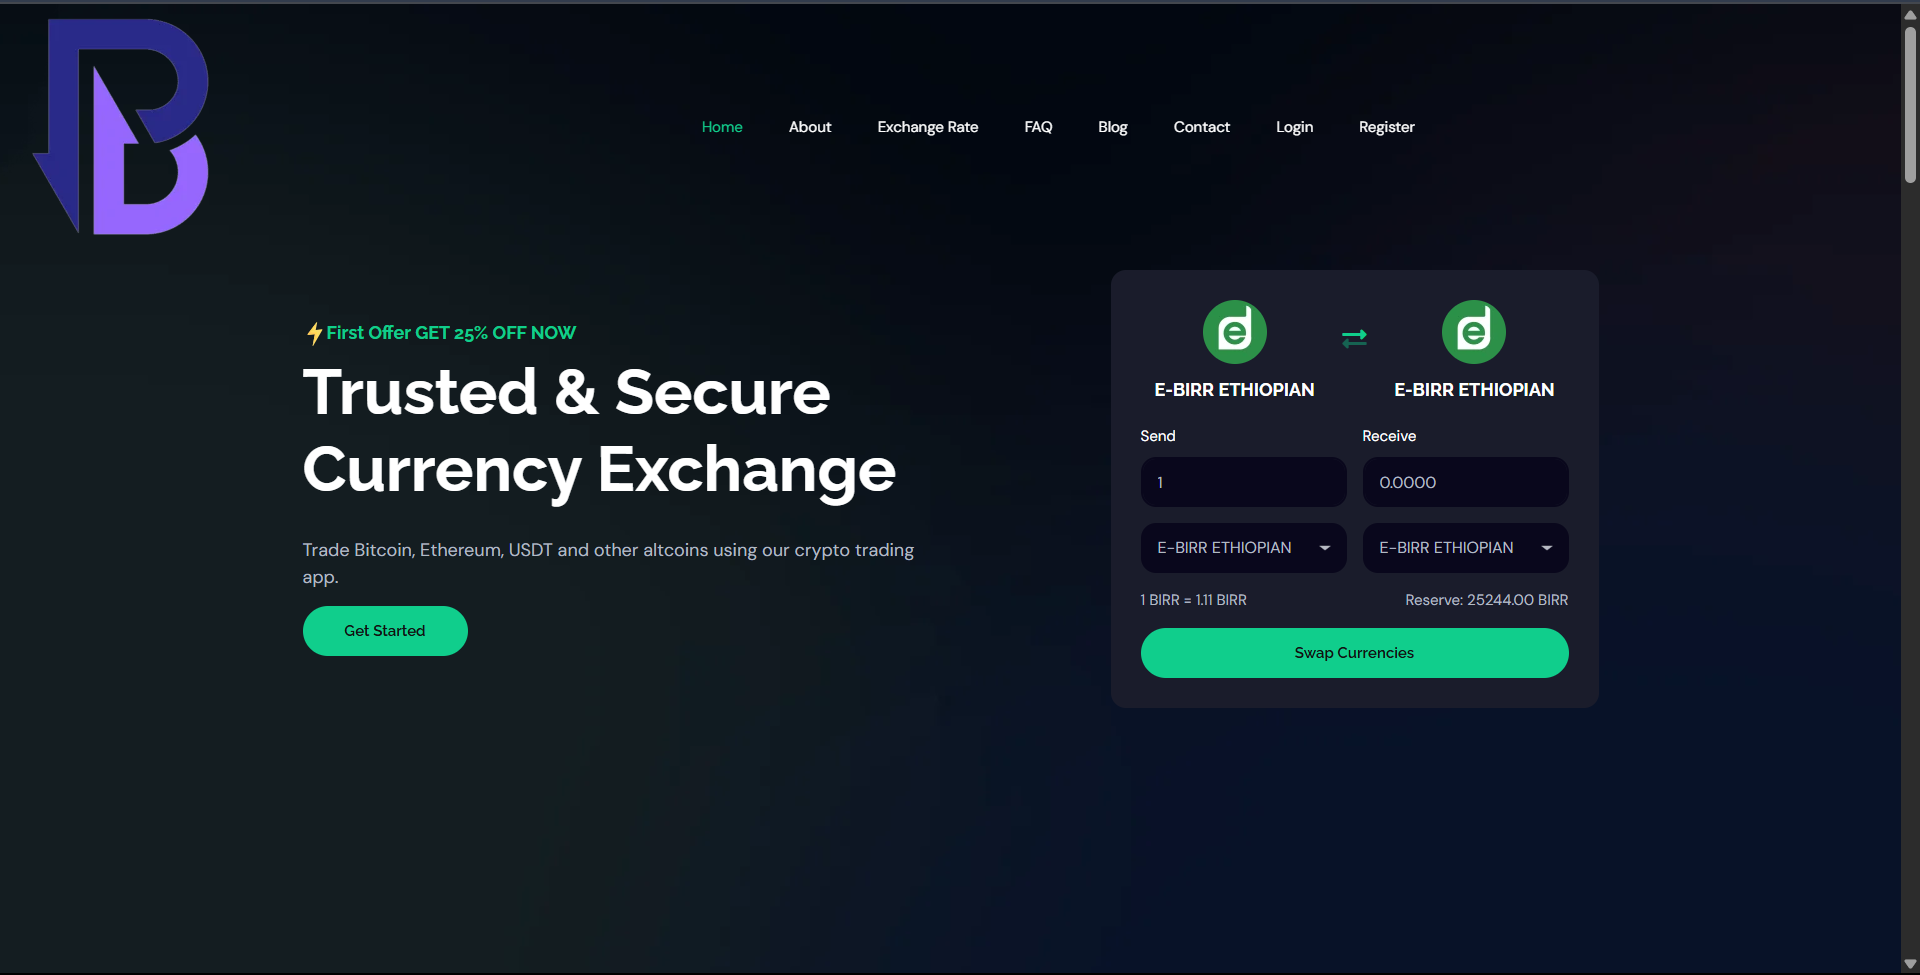 Home About Exchange Rate FAQ Blog Contact Login Register
⚡First Offer GET 25% OFF NOW
Trusted & Secure
Currency Exchange
Trade Bitcoin, Ethereum, USDT and other altcoins using our crypto trading
app.
Get Started
E-BIRR ETHIOPIAN E-BIRR ETHIOPIAN
Send Receive
1 0.0000
E-BIRR ETHIOPIAN E-BIRR ETHIOPIAN
1 BIRR = 1.11 BIRR Reserve: 25244.00 BIRR
Swap Currencies